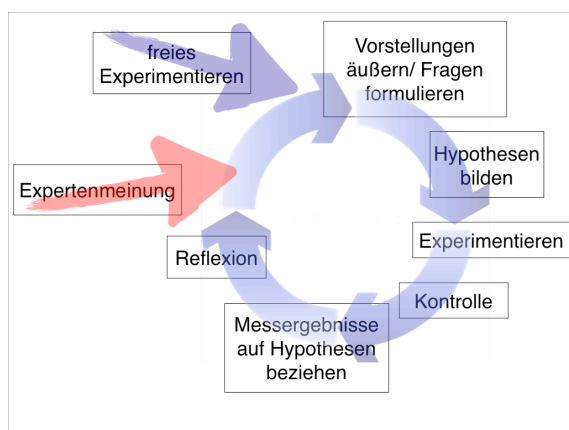 freies
Experimentieren
Vorstellungen
äußern/ Fragen
formulieren
Hypothesen
bilden
Expertenmeinung
Experimentieren
Reflexion
Kontrolle
Messergebnisse
auf Hypothesen
beziehen